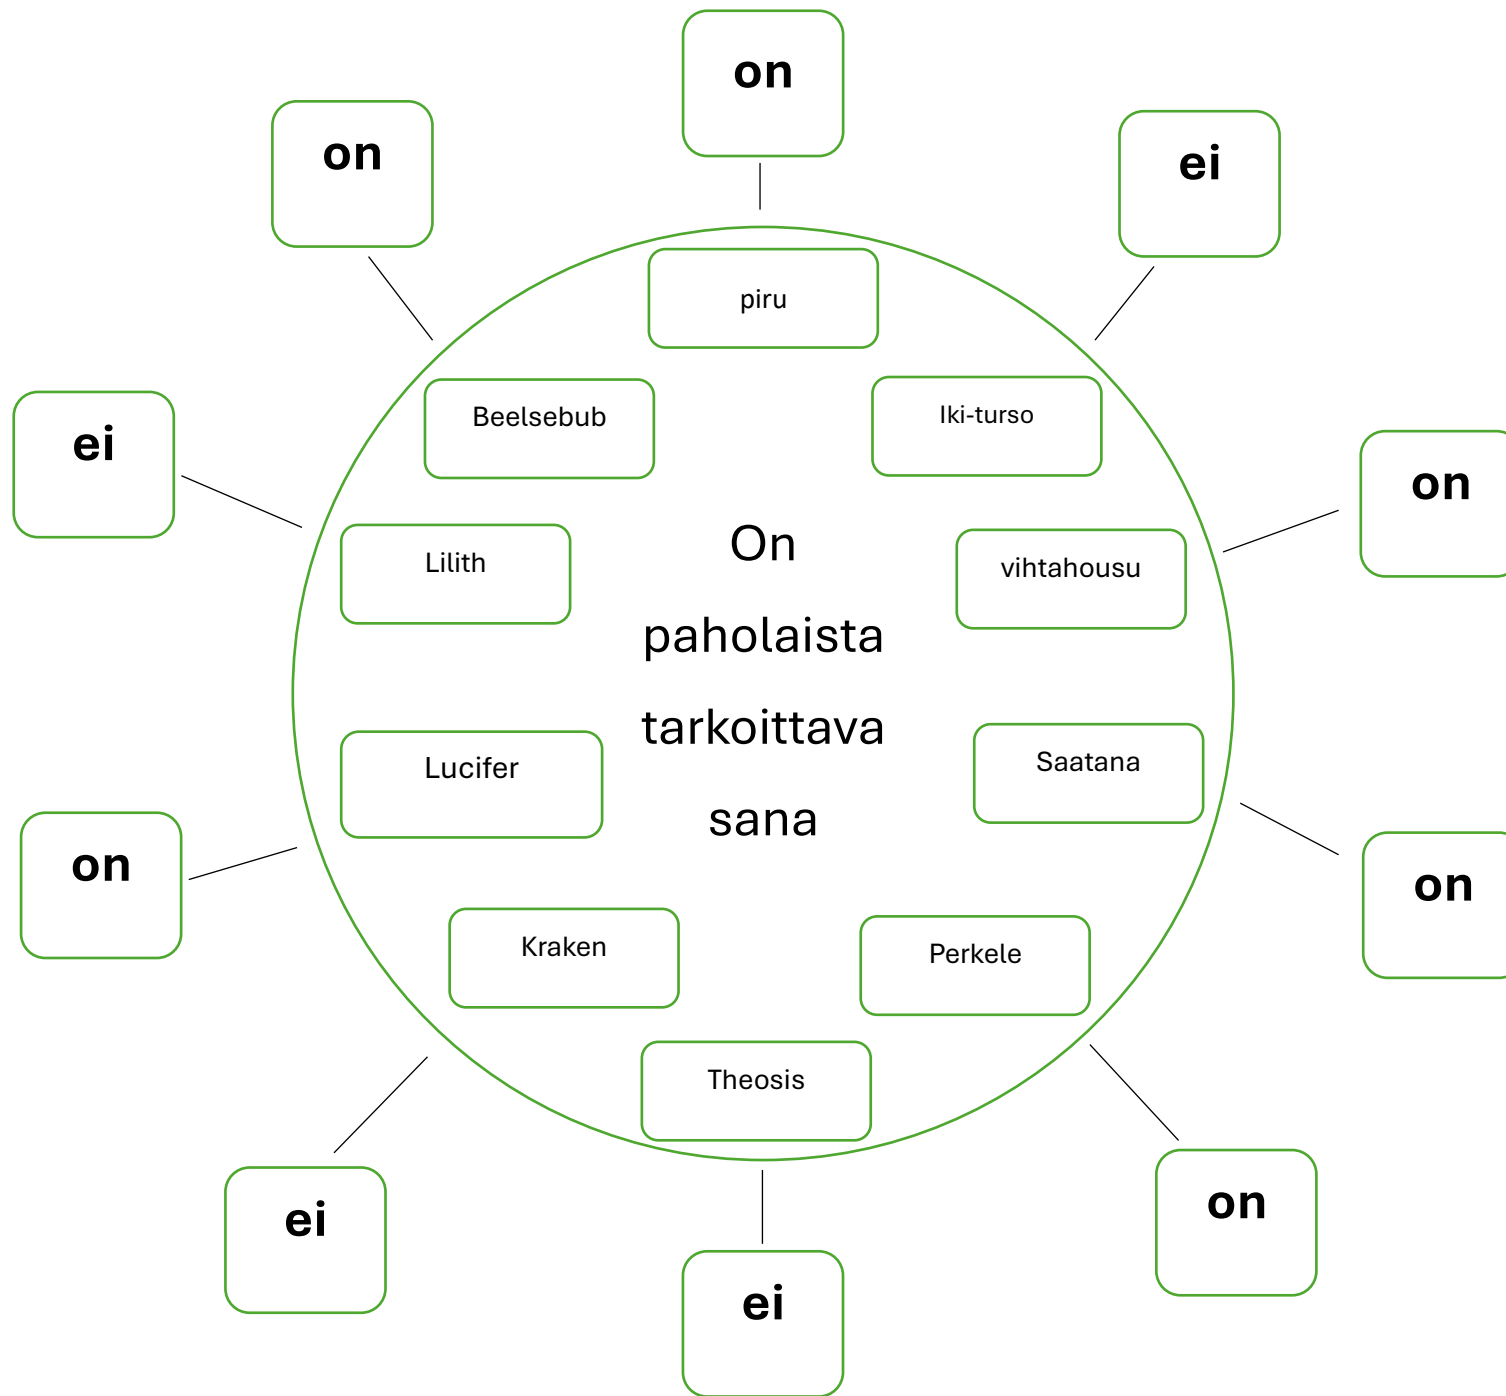 on
on
ei
piru
Beelsebub
Iki-turso
ei
on
On
Lilith
vihtahousu
paholaista
tarkoittava
Lucifer
Saatana
sana
on
on
Kraken
Perkele
Theosis
ei
on
ei